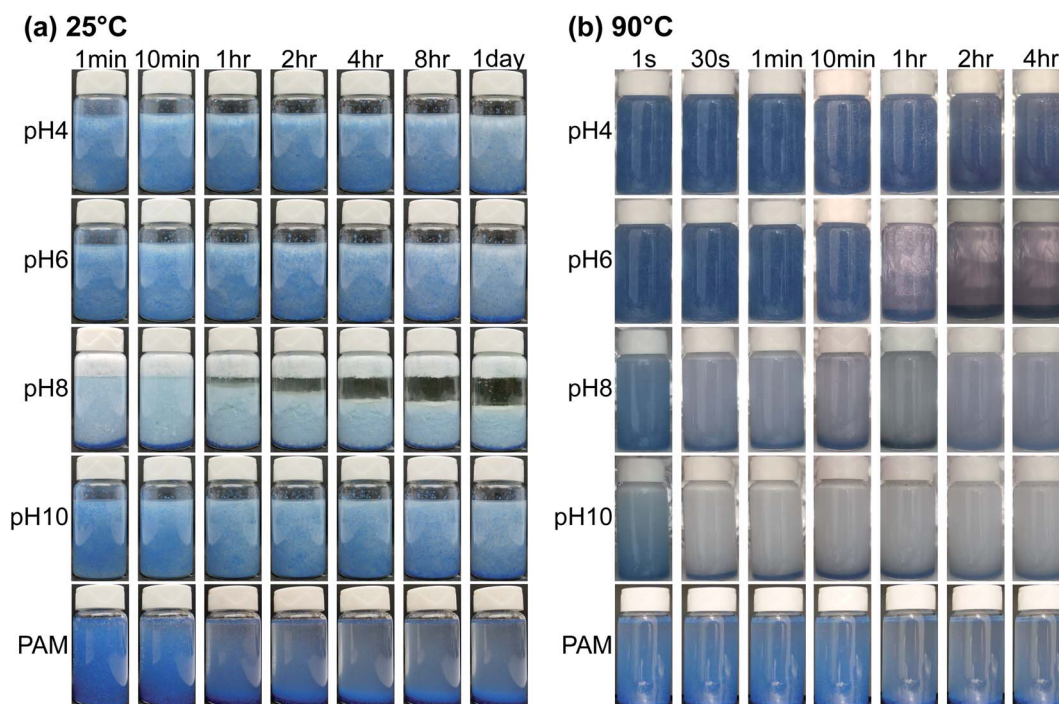 (a) 25°C
1min 10min 1hr 2hr 4hr 8hr 1day
pH4
pH6
pH8
pH10
PAM
(b) 90°C
1s 30s 1min 10min 1hr 2hr 4hr
pH4
pH6
pH8
pH10
PAM